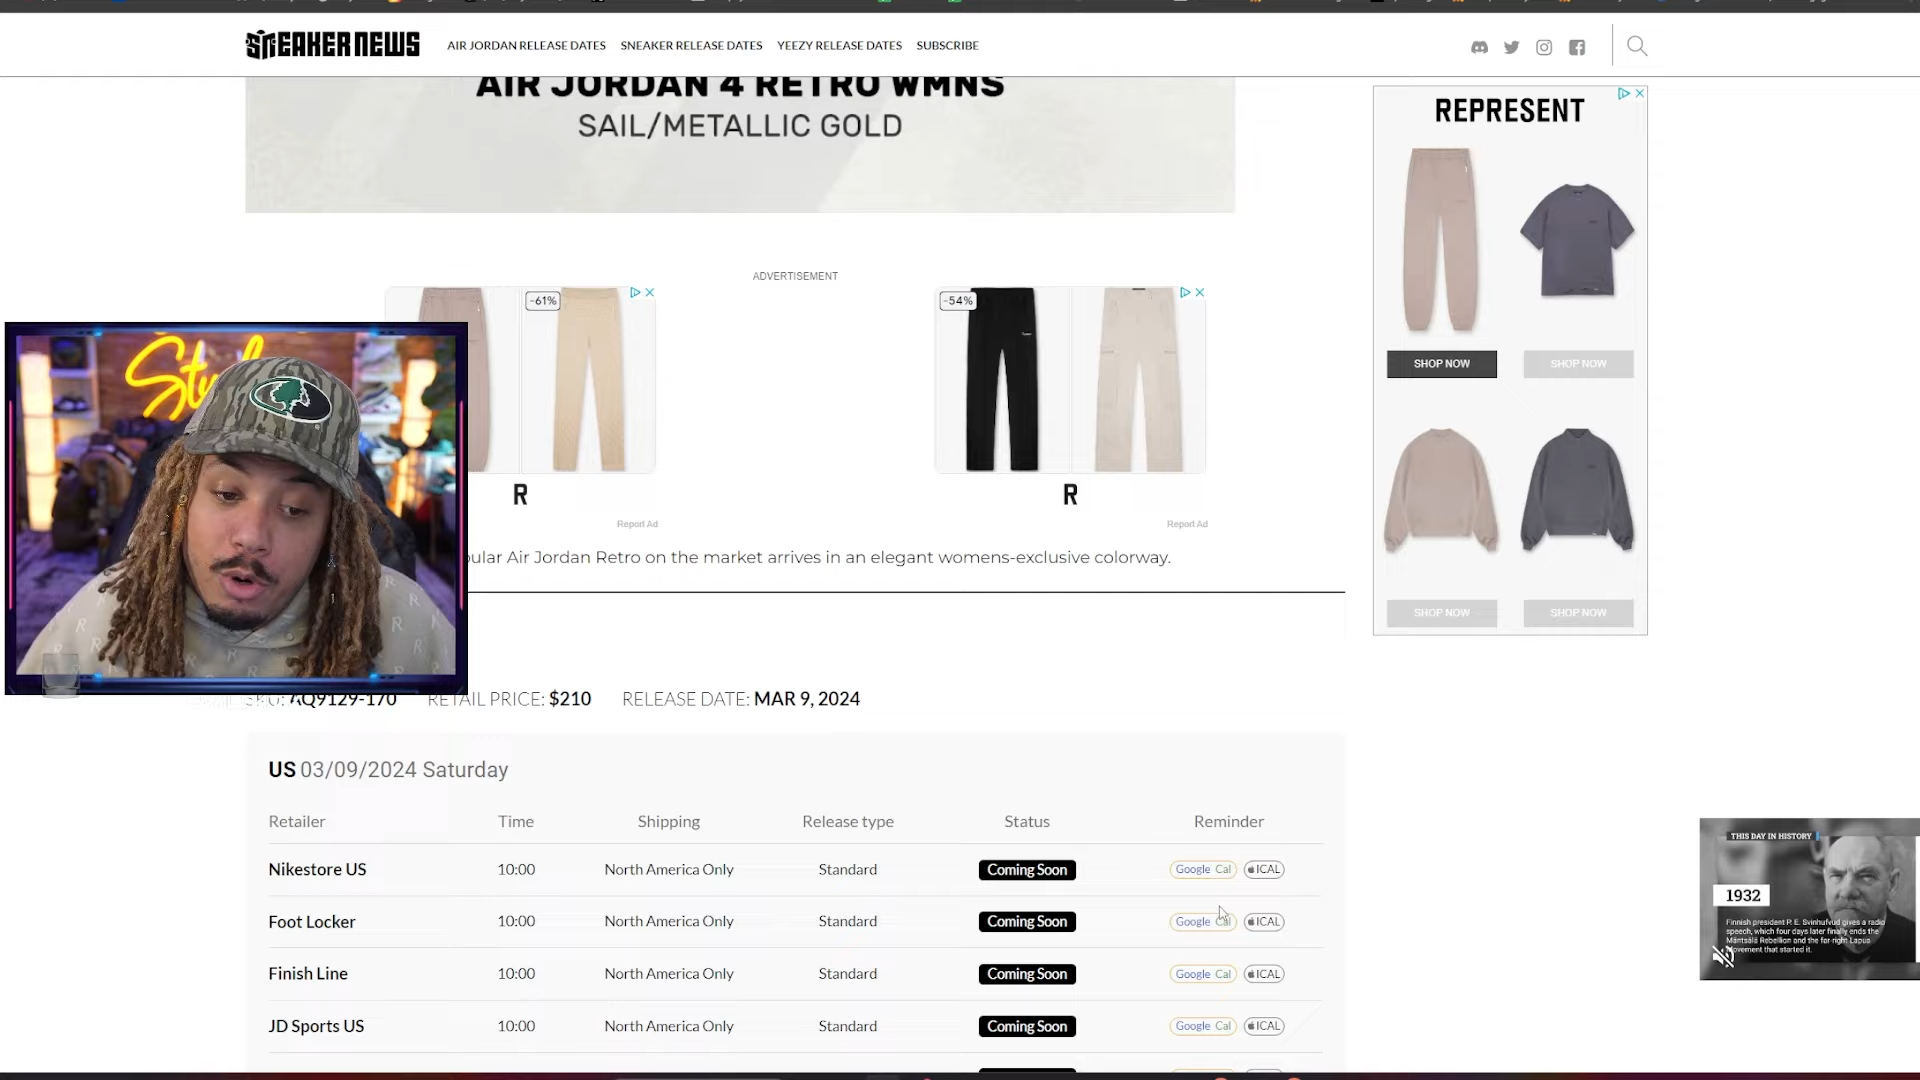 SNEAKER NEWS
AIR JORDAN RELEASE DATES SNEAKER RELEASE DATES YEEZY RELEASE DATES SUBSCRIBE
AIR JORDAN 4 RETRO WMNS
SAIL/METALLIC GOLD
ADVERTISEMENT
-61%
-54%
R
R
Report Ad
Report Ad
REPRESENT
SHOP NOW
SHOP NOW
SHOP NOW
SHOP NOW
ular Air Jordan Retro on the market arrives in an elegant womens-exclusive colorway.
SKU: AQ9129-170 RETAIL PRICE: $210 RELEASE DATE: MAR 9, 2024
US 03/09/2024 Saturday
Retailer Time Shipping Release type Status Reminder
Nikestore US 10:00 North America Only Standard Coming Soon Google Cal ICAL
Foot Locker 10:00 North America Only Standard Coming Soon Google Cal ICAL
Finish Line 10:00 North America Only Standard Coming Soon Google Cal ICAL
JD Sports US 10:00 North America Only Standard Coming Soon Google Cal ICAL
THIS DAY IN HISTORY
1932
Finnish president P. E. Svinhufvud gives a radio
speech, which four days later finally ends the
Mäntsälä Rebellion and the far-right Lapua
Movement that started it.